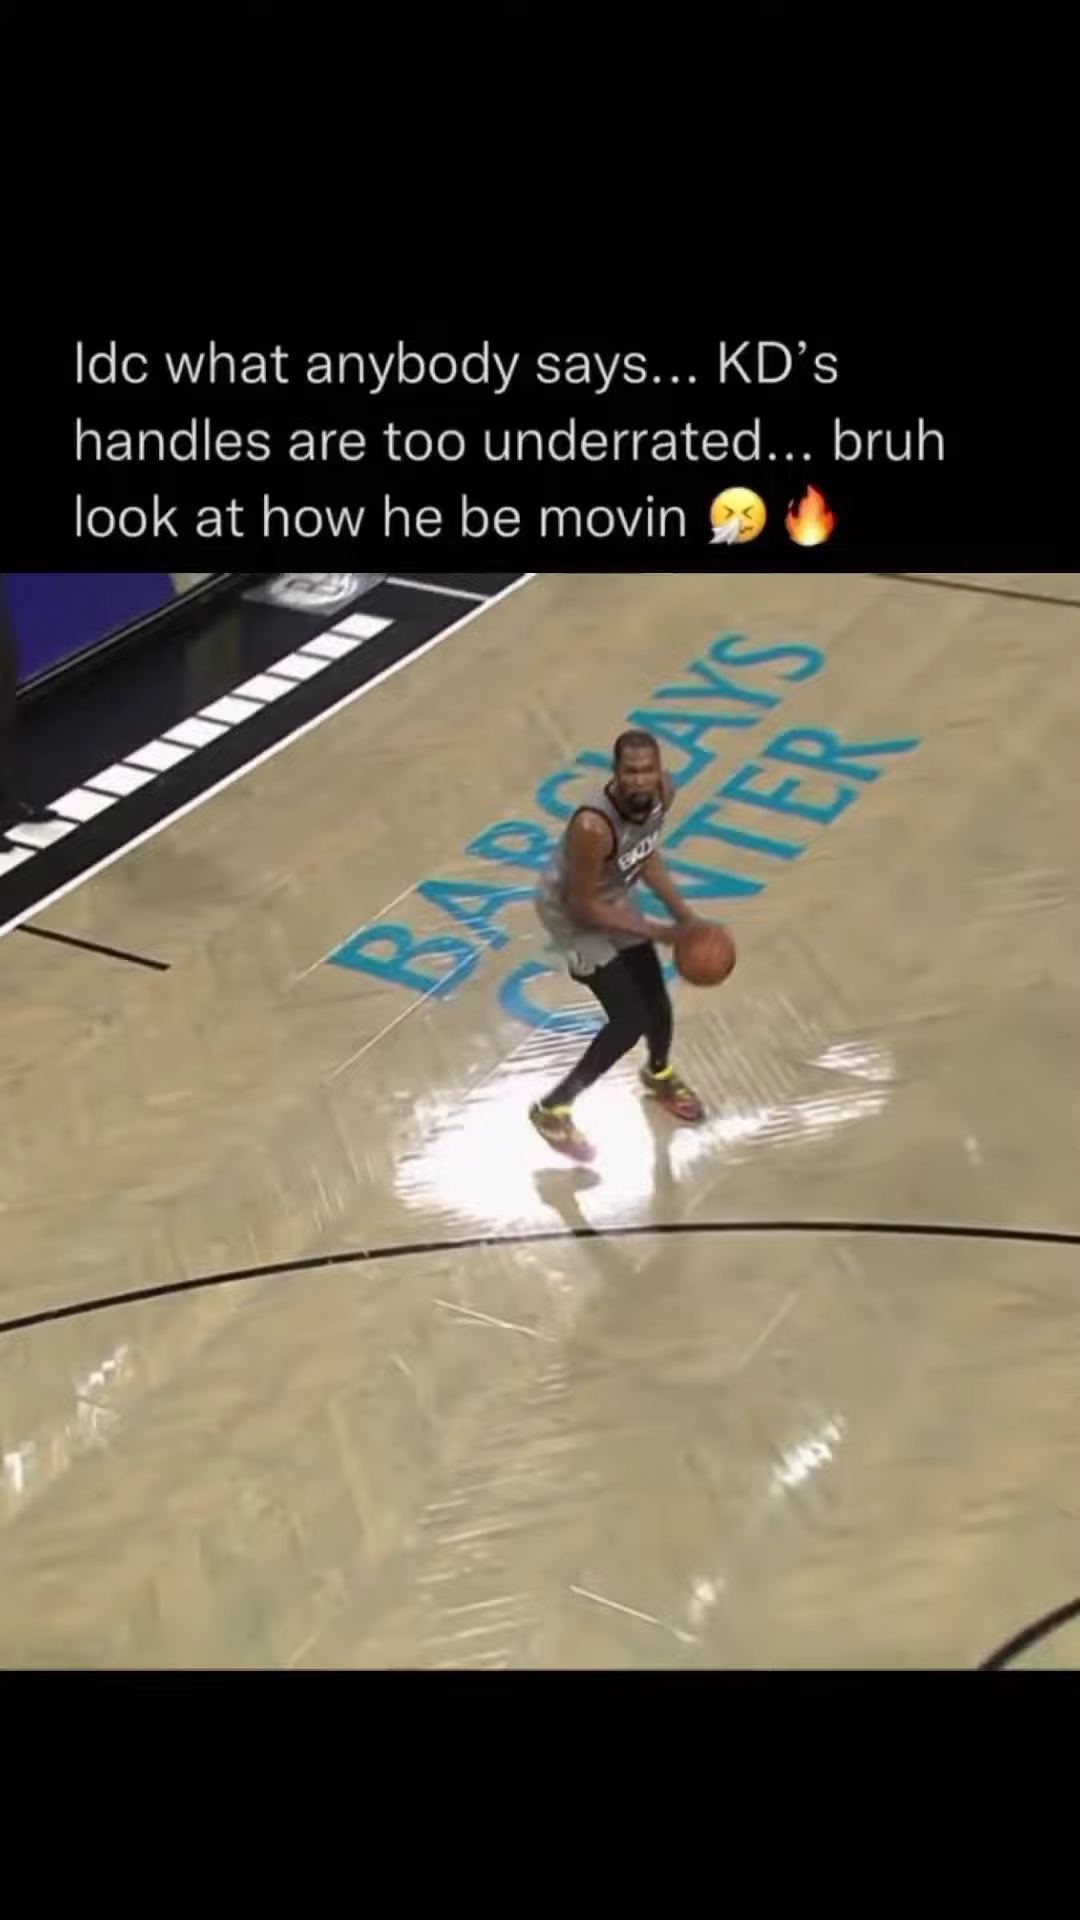 Idc what anybody says... KD’s
handles are too underrated... bruh
look at how he be movin 🤧🔥
BARCLAYS
CENTER